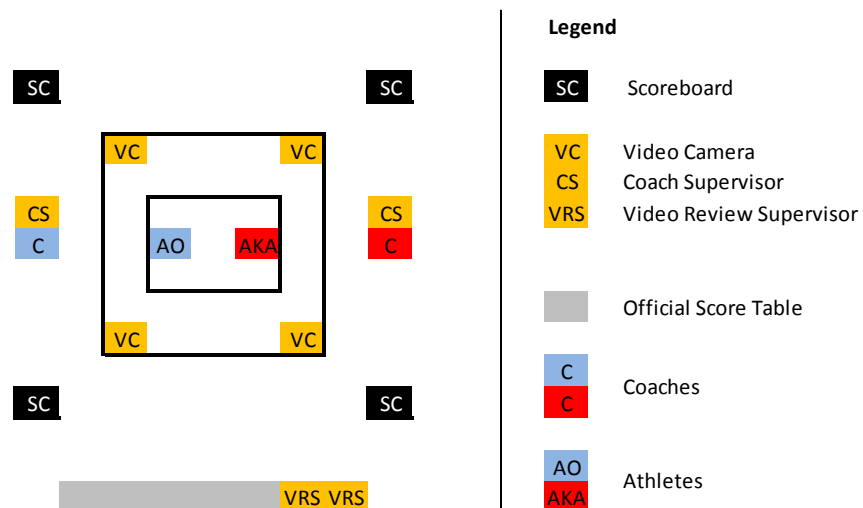 Legend
SC SC
SC Scoreboard
VC VC
VC Video Camera
CS Coach Supervisor
CS CS
VRS Video Review Supervisor
C AO AKA C
Official Score Table
VC VC
C
C
Coaches
SC SC
AO
AKA
Athletes
VRS VRS